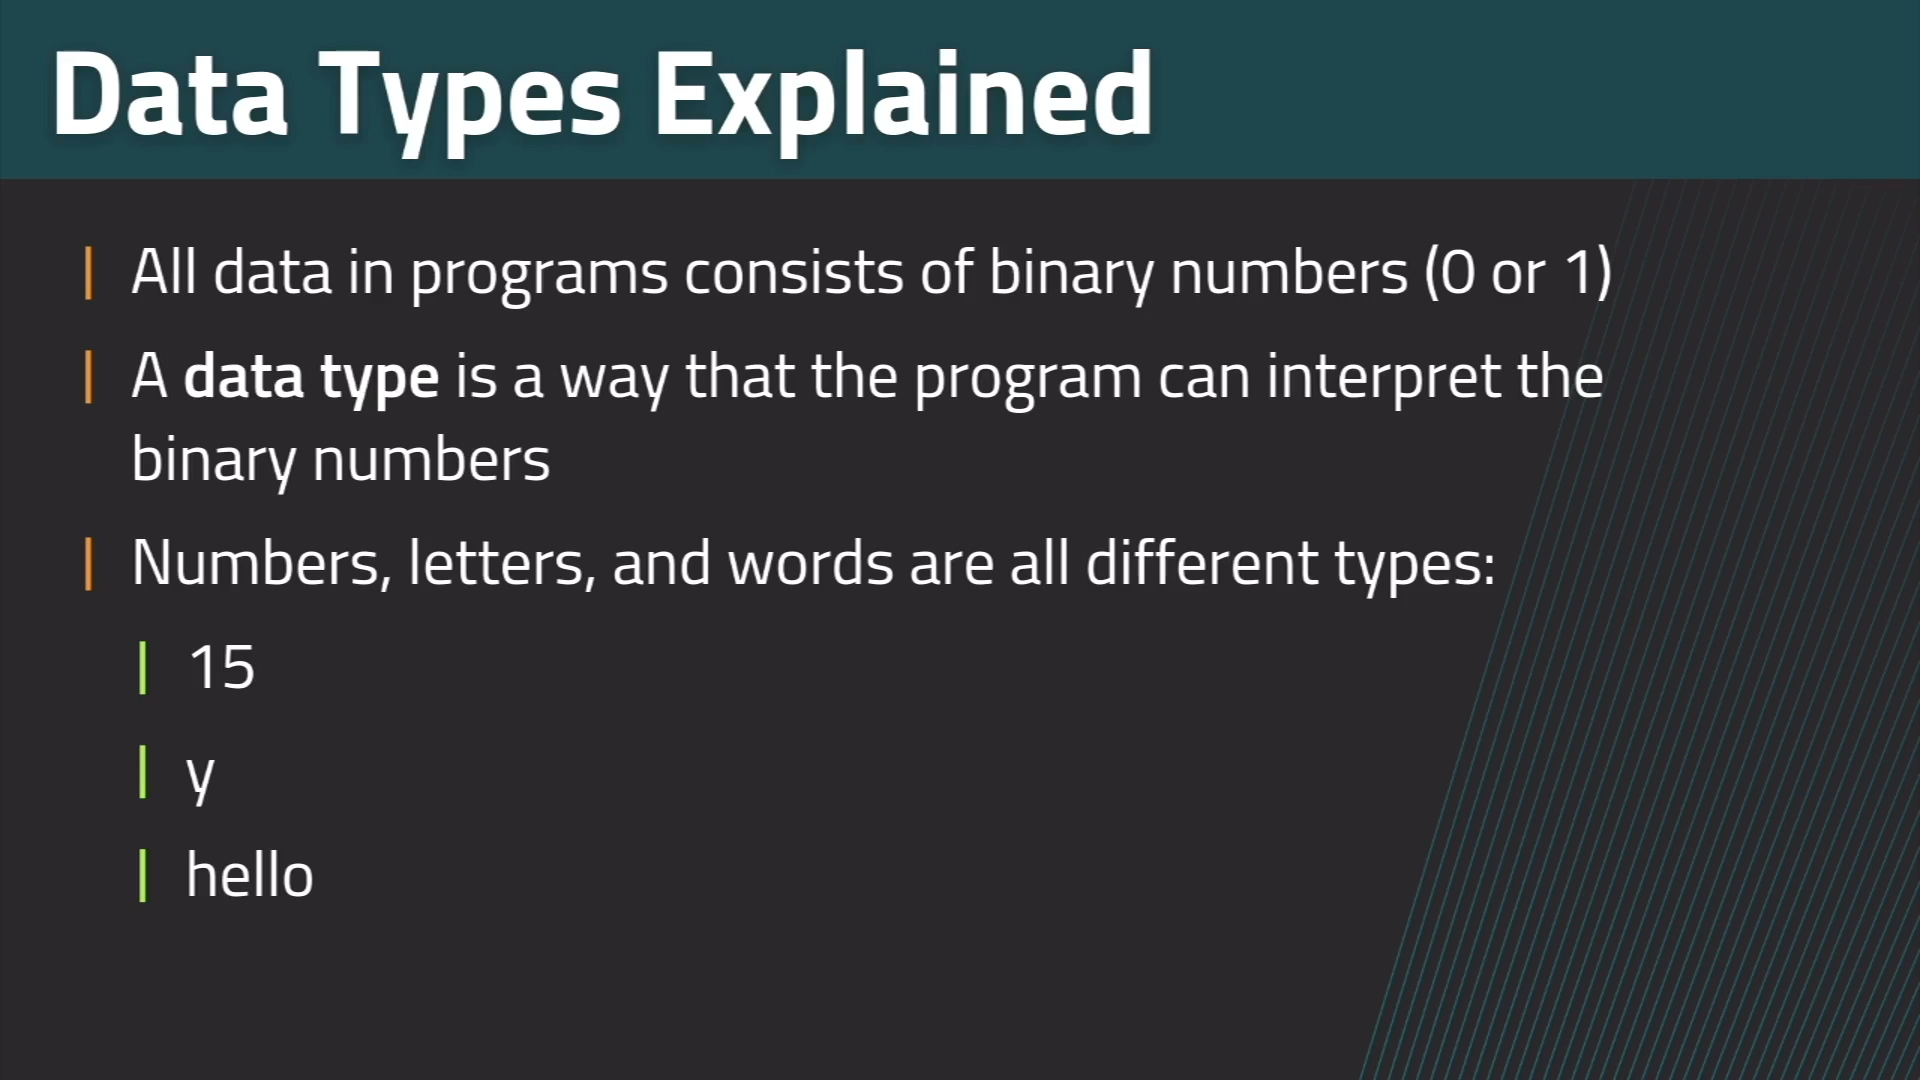 Data Types Explained
All data in programs consists of binary numbers (0 or 1)
A data type is a way that the program can interpret the
binary numbers
Numbers, letters, and words are all different types:
15
y
hello